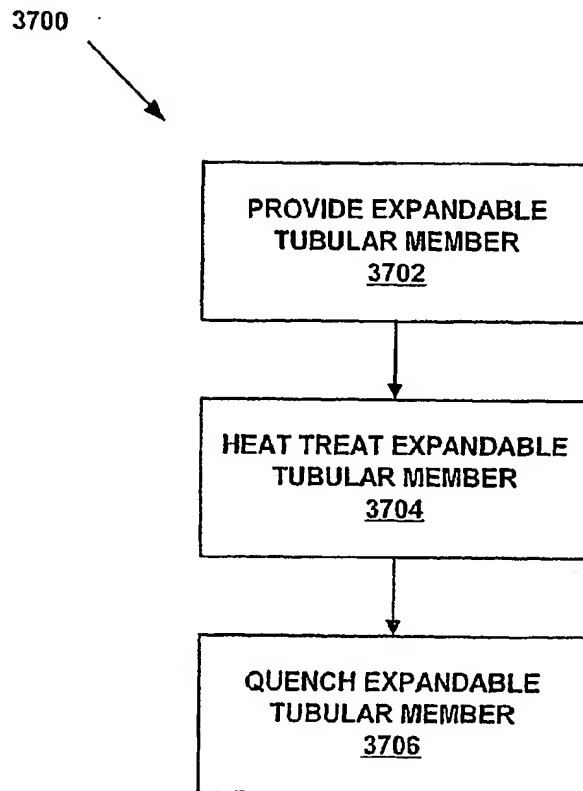 3700
PROVIDE EXPANDABLE
TUBULAR MEMBER
3702
HEAT TREAT EXPANDABLE
TUBULAR MEMBER
3704
QUENCH EXPANDABLE
TUBULAR MEMBER
3706